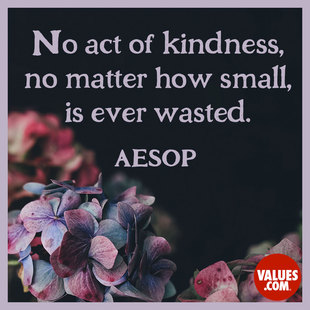 No act of kindness,
no matter how small,
is ever wasted.
AESOP
VALUES
.COM®